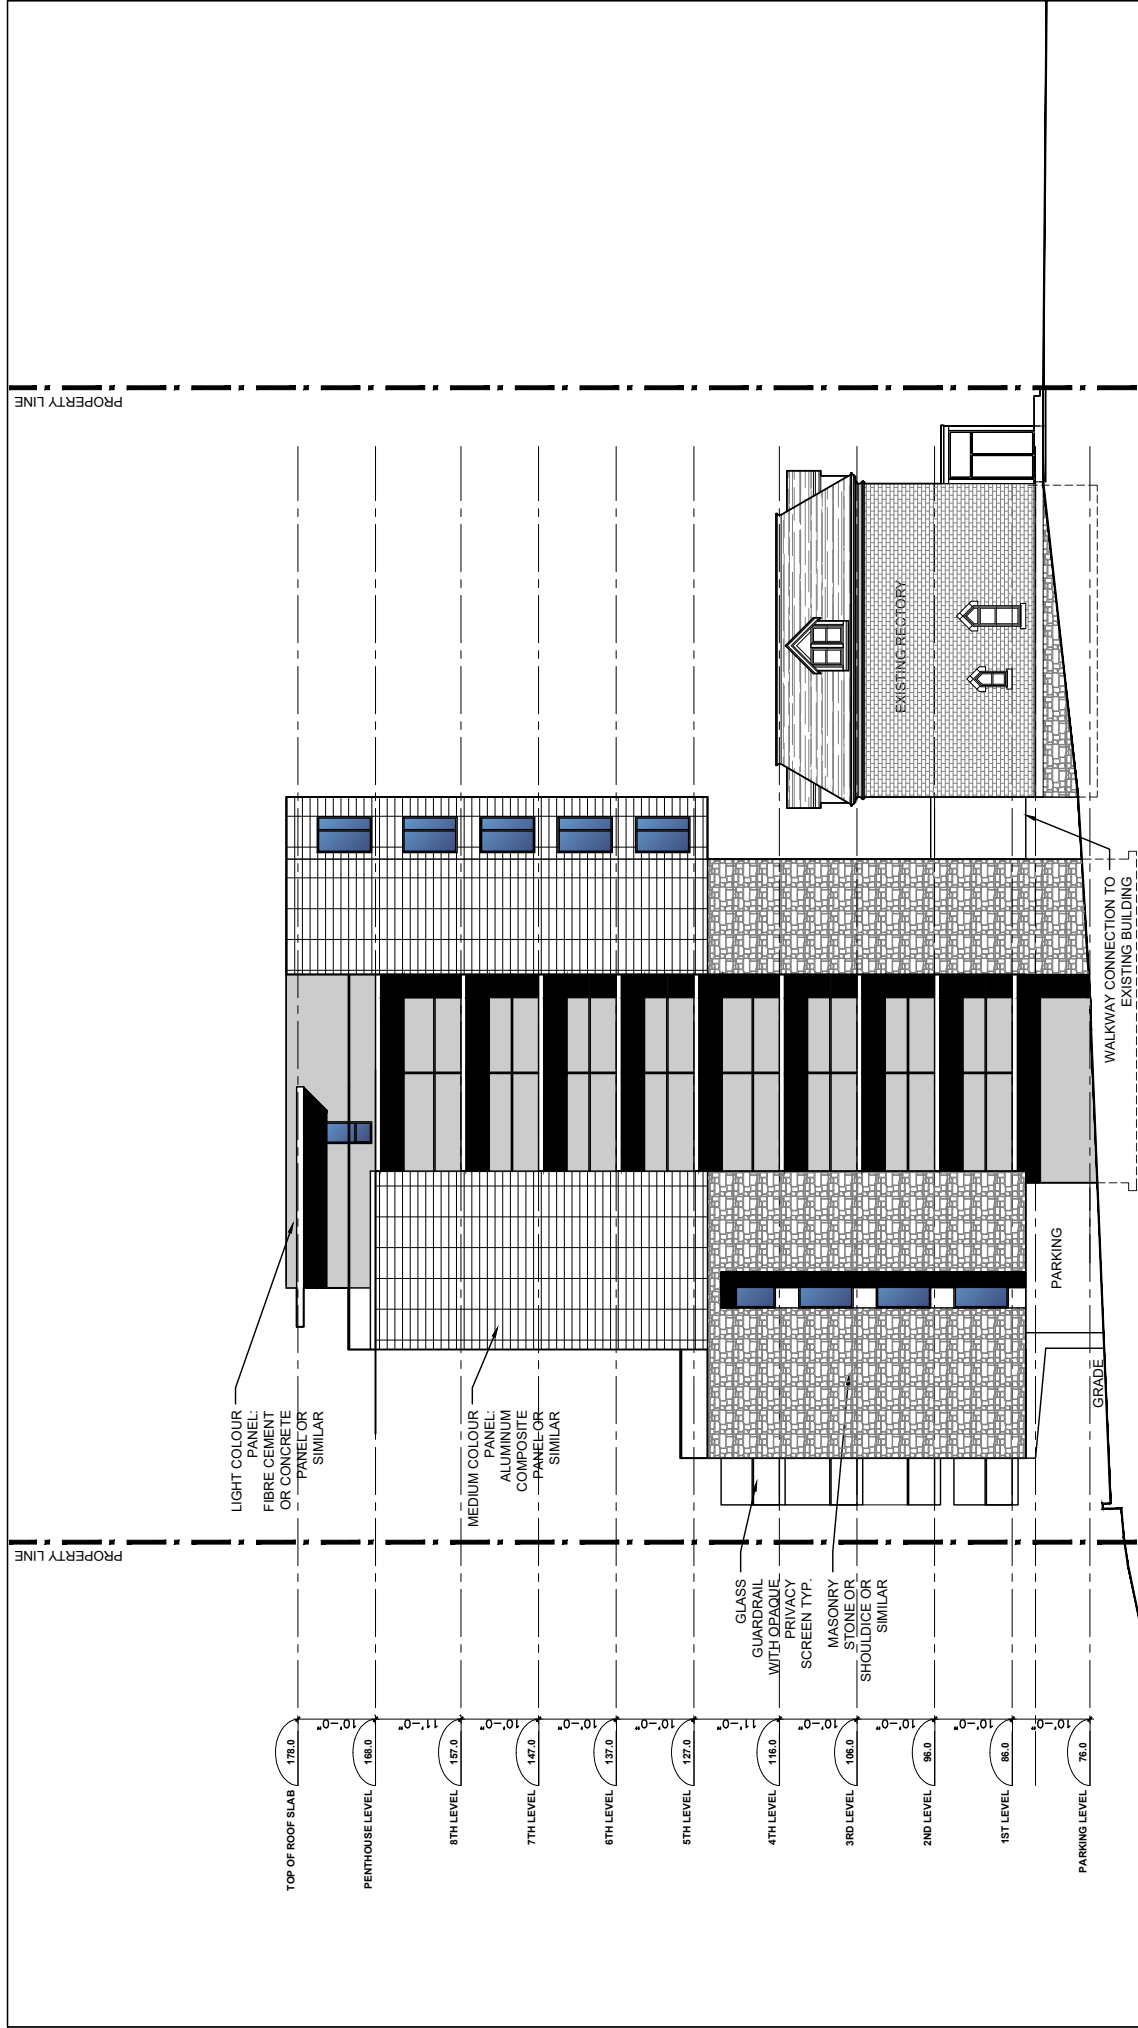 PROPERTY LINE
PROPERTY LINE
LIGHT COLOUR
PANEL:
FIBRE CEMENT
OR CONCRETE
PANEL OR
SIMILAR
MEDIUM COLOUR
PANEL:
ALUMINUM
COMPOSITE
PANEL OR
SIMILAR
GLASS
GUARDRAIL
WITH OPAQUE
PRIVACY
SCREEN TYP.
MASONRY
STONE OR
SHOULDICE OR
SIMILAR
EXISTING RECTORY
WALKWAY CONNECTION TO
EXISTING BUILDING
PARKING
GRADE
TOP OF ROOF SLAB 178.0
10'-0"
PENTHOUSE LEVEL 168.0
11'-0"
8TH LEVEL 157.0
10'-0"
7TH LEVEL 147.0
10'-0"
6TH LEVEL 137.0
10'-0"
5TH LEVEL 127.0
11'-0"
4TH LEVEL 116.0
10'-0"
3RD LEVEL 106.0
10'-0"
2ND LEVEL 96.0
10'-0"
1ST LEVEL 86.0
10'-0"
PARKING LEVEL 76.0